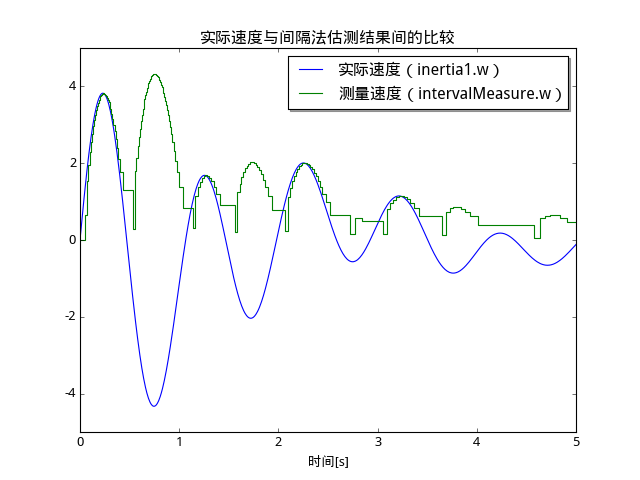 实际速度与间隔法估测结果间的比较
实际速度（inertia1.w）
测量速度（intervalMeasure.w）
4
2
0
-2
-4
0 1 2 3 4 5
时间[s]